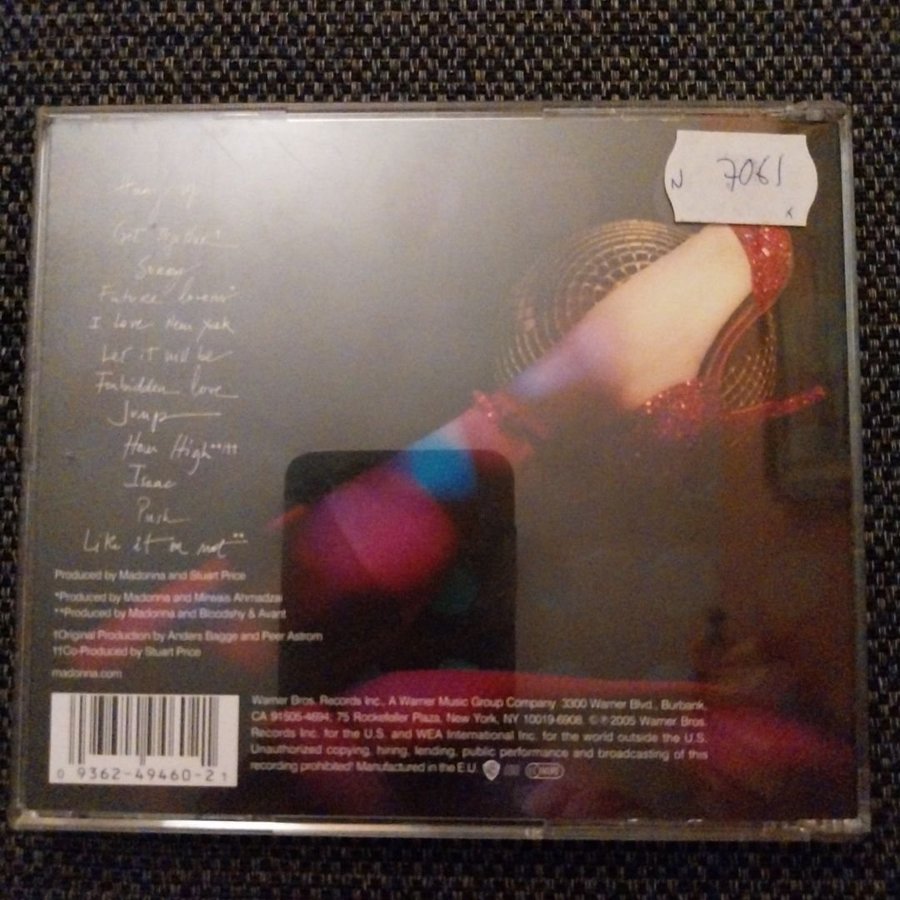 N 7061
x
Hung up
Get Together†
Sorry
Future lovers*
I love New York
Let it will be
Forbidden love
Jump
How High**††
Isaac
Push
Like it or not**
Produced by Madonna and Stuart Price
*Produced by Madonna and Mirwais Ahmadzaï
**Produced by Madonna and Bloodshy & Avant
†Original Production by Anders Bagge and Peer Astrom
††Co-Produced by Stuart Price
madonna.com
Warner Bros. Records Inc., A Warner Music Group Company 3300 Warner Blvd., Burbank,
CA 91505-4694; 75 Rockefeller Plaza, New York, NY 10019-6908. © ℗ 2005 Warner Bros.
Records Inc. for the U.S. and WEA International Inc. for the world outside the U.S.
Unauthorized copying, hiring, lending, public performance and broadcasting of this
recording prohibited! Manufactured in the E.U.
0 9362-49460-2 1